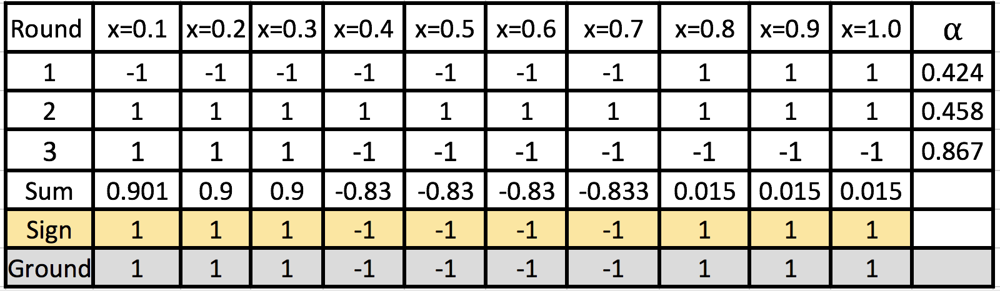 Round x=0.1 x=0.2 x=0.3 x=0.4 x=0.5 x=0.6 x=0.7 x=0.8 x=0.9 x=1.0 α
1 -1 -1 -1 -1 -1 -1 -1 1 1 1 0.424
2 1 1 1 1 1 1 1 1 1 1 0.458
3 1 1 1 -1 -1 -1 -1 -1 -1 -1 0.867
Sum 0.901 0.9 0.9 -0.83 -0.83 -0.83 -0.833 0.015 0.015 0.015
Sign 1 1 1 -1 -1 -1 -1 1 1 1
Ground 1 1 1 -1 -1 -1 -1 1 1 1